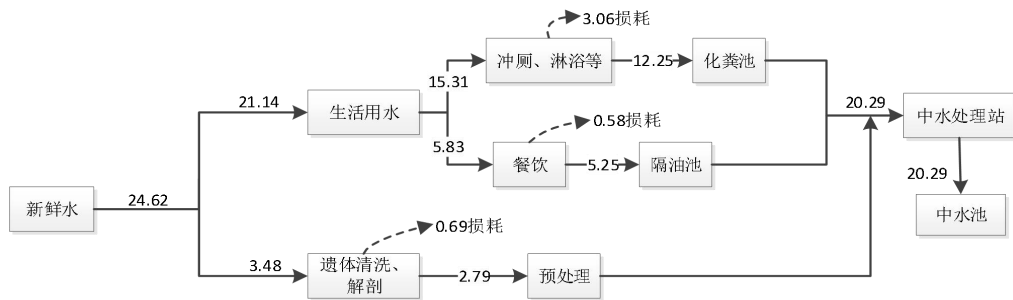 3.06损耗
冲厕、淋浴等
12.25
化粪池
15.31
21.14
生活用水
20.29
中水处理站
0.58损耗
5.83
餐饮
5.25
隔油池
20.29
新鲜水
24.62
中水池
0.69损耗
3.48
遗体清洗、
解剖
2.79
预处理